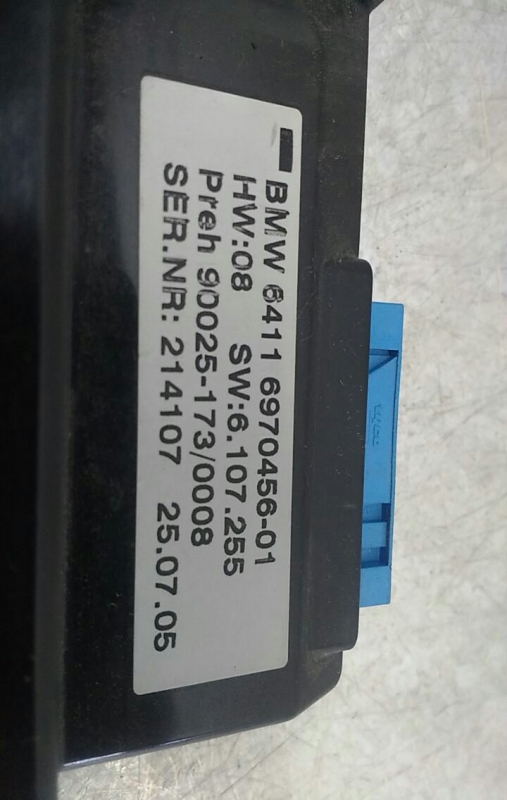 BMW 6411 6970456-01
HW:08 SW:6.107.255
Preh 90025-173/0008
SER.NR: 214107 25.07.05